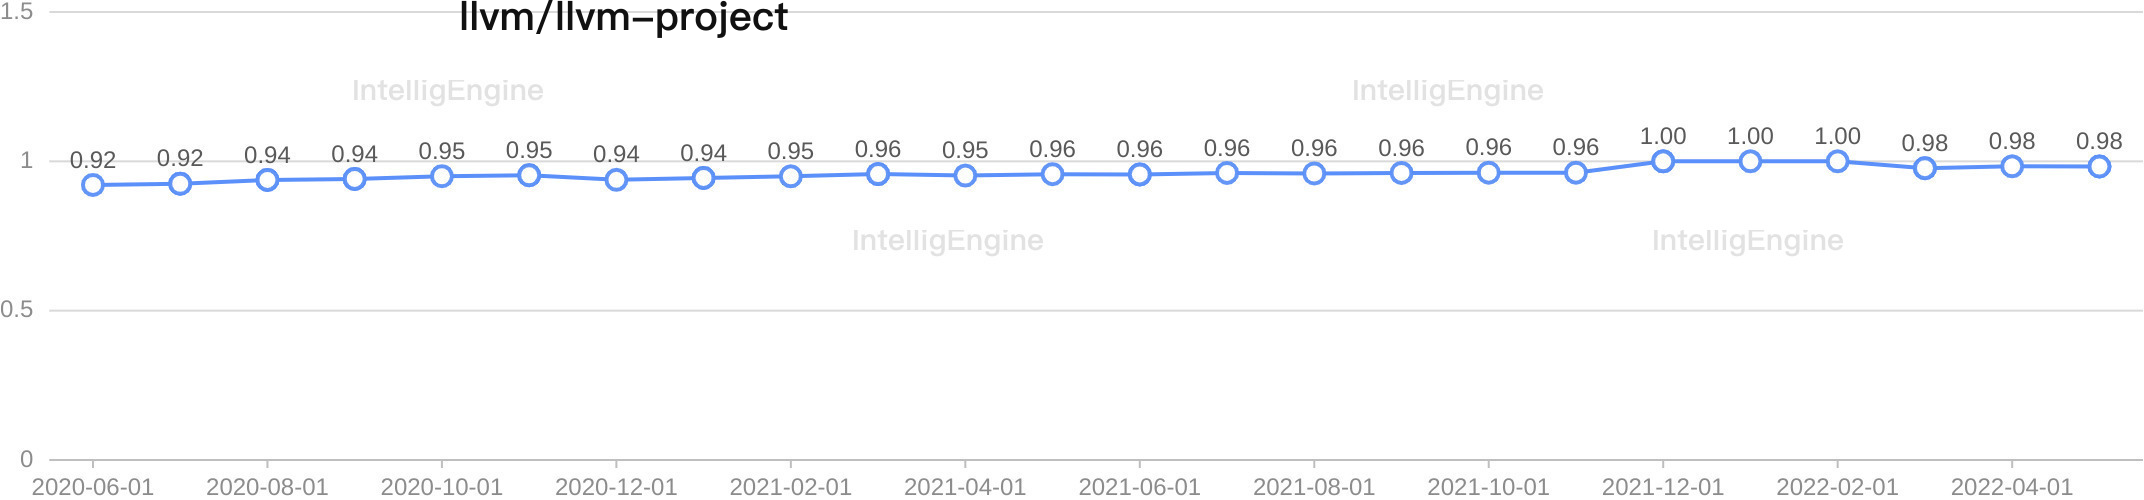 llvm/llvm-project
1.5
IntelligEngine IntelligEngine
0.92 0.92 0.94 0.94 0.95 0.95 0.94 0.94 0.95 0.96 0.95 0.96 0.96 0.96 0.96 0.96 0.96 0.96 1.00 1.00 1.00 0.98 0.98 0.98
1
IntelligEngine IntelligEngine
0.5
0
2020-06-01 2020-08-01 2020-10-01 2020-12-01 2021-02-01 2021-04-01 2021-06-01 2021-08-01 2021-10-01 2021-12-01 2022-02-01 2022-04-01